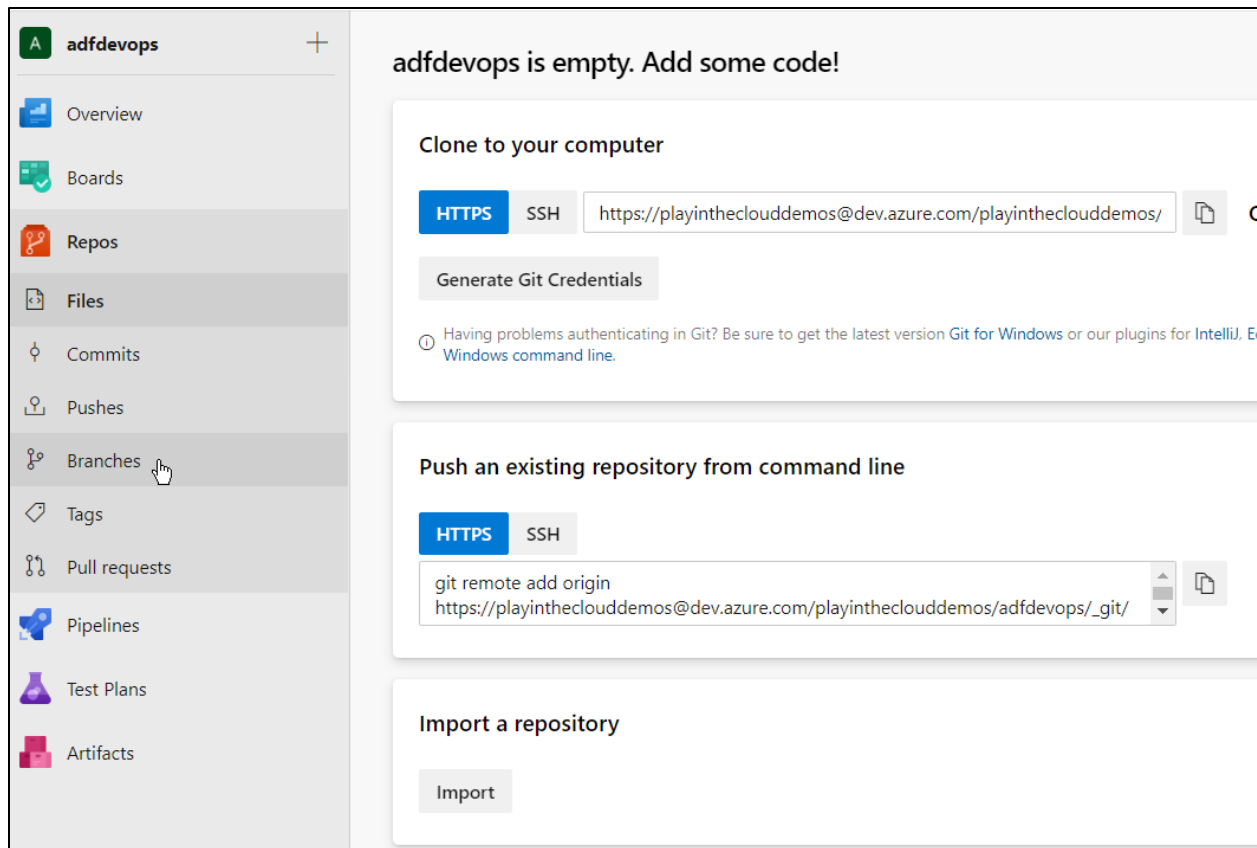 A adfdevops
Overview
Boards
Repos
Files
Commits
Pushes
Branches
Tags
Pull requests
Pipelines
Test Plans
Artifacts
adfdevops is empty. Add some code!
Clone to your computer
HTTPS SSH https://playintheclouddemos@dev.azure.com/playintheclouddemos/
Generate Git Credentials
Having problems authenticating in Git? Be sure to get the latest version Git for Windows or our plugins for IntelliJ,
Windows command line.
Push an existing repository from command line
HTTPS SSH
git remote add origin
https://playintheclouddemos@dev.azure.com/playintheclouddemos/adfdevops/_git/
Import a repository
Import